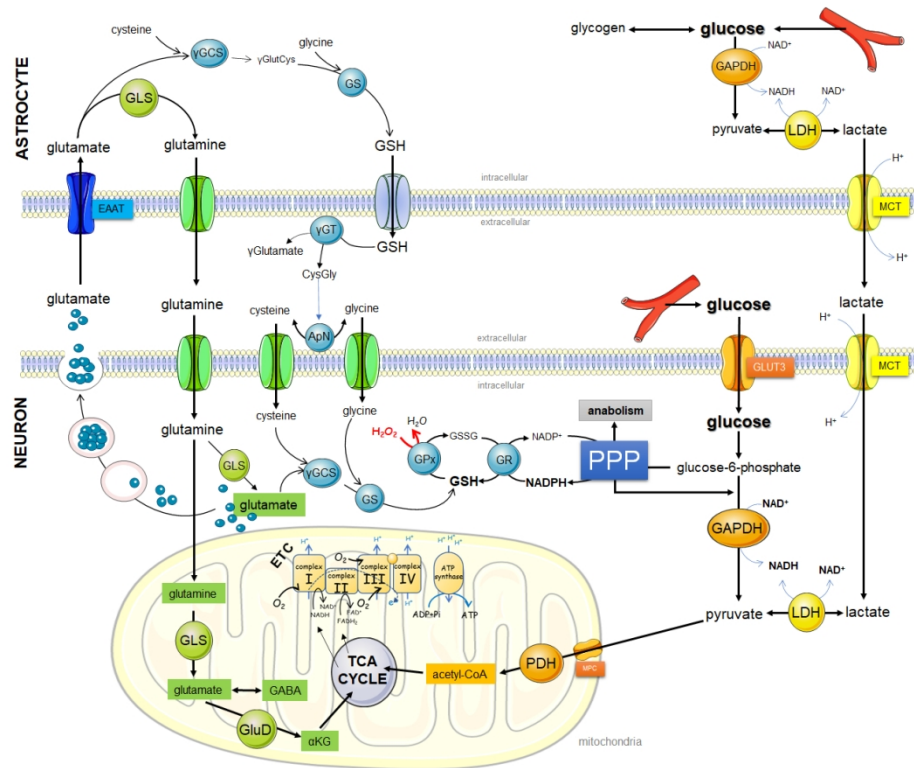 ASTROCYTE
cysteine
γGCS
γGlutCys
glycine
GS
GLS
glutamate
glutamine
GSH
glycogen
glucose
NAD⁺
GAPDH
NADH
NAD⁺
pyruvate
LDH
lactate
H⁺
intracellular
EAAT
MCT
extracellular
γGT
GSH
γGlutamate
CysGly
H⁺
glutamate
glutamine
cysteine
glycine
ApN
glucose
lactate
H⁺
extracellular
GLUT3
MCT
intracellular
NEURON
glutamine
cysteine
glycine
H⁺
anabolism
glucose
H₂O₂
H₂O
GSSG
NADP⁺
GLS
γGCS
GPx
GR
PPP
glucose-6-phosphate
GSH
NADPH
glutamate
GS
NAD⁺
GAPDH
NADH
NAD⁺
ETC
H⁺
O₂
H⁺
H⁺
H⁺ H⁺ H⁺
complex
I
complex
II
complex
III
complex
IV
ATP
synthase
O₂
NAD⁺
NADH
FAD⁺
FADH₂
O₂
e⁻
H⁺
ADP+Pi
ATP
glutamine
pyruvate
LDH
lactate
GLS
TCA
CYCLE
acetyl-CoA
PDH
MPC
glutamate
GABA
GluD
αKG
mitochondria